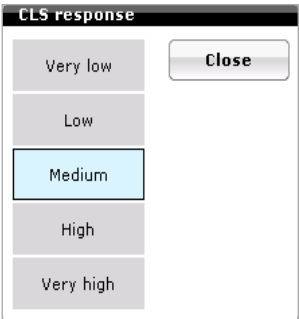 CLS response
Very low
Close
Low
Medium
High
Very high